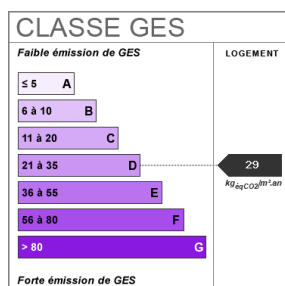 CLASSE GES
Faible émission de GES
LOGEMENT
≤ 5 A
6 à 10 B
11 à 20 C
21 à 35 D
29
kgéqCO2/m².an
36 à 55 E
56 à 80 F
> 80 G
Forte émission de GES